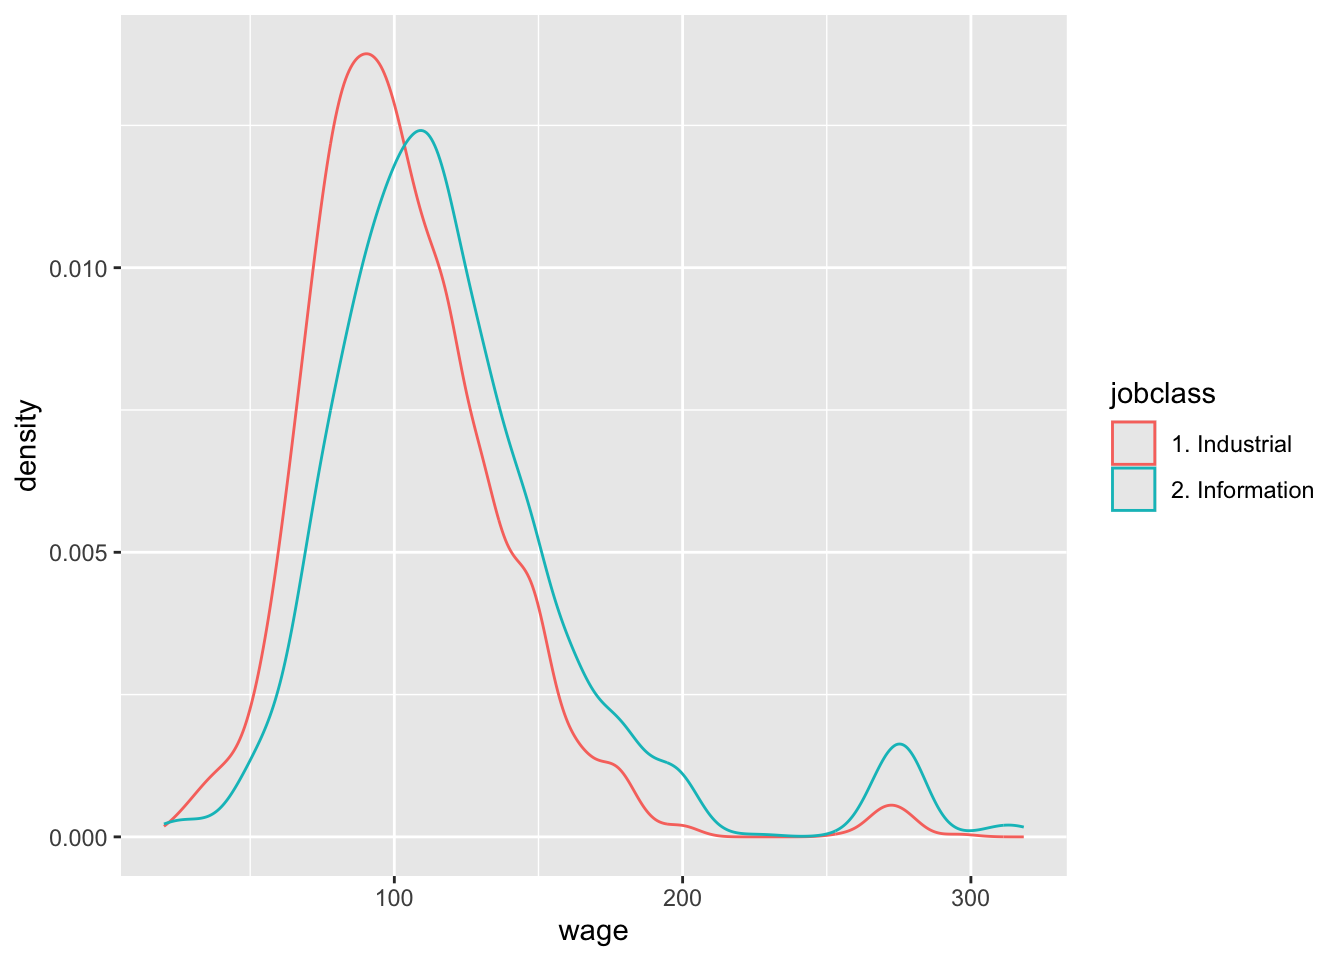 density
0.010
0.005
0.000
100
200
300
wage
jobclass
1. Industrial
2. Information